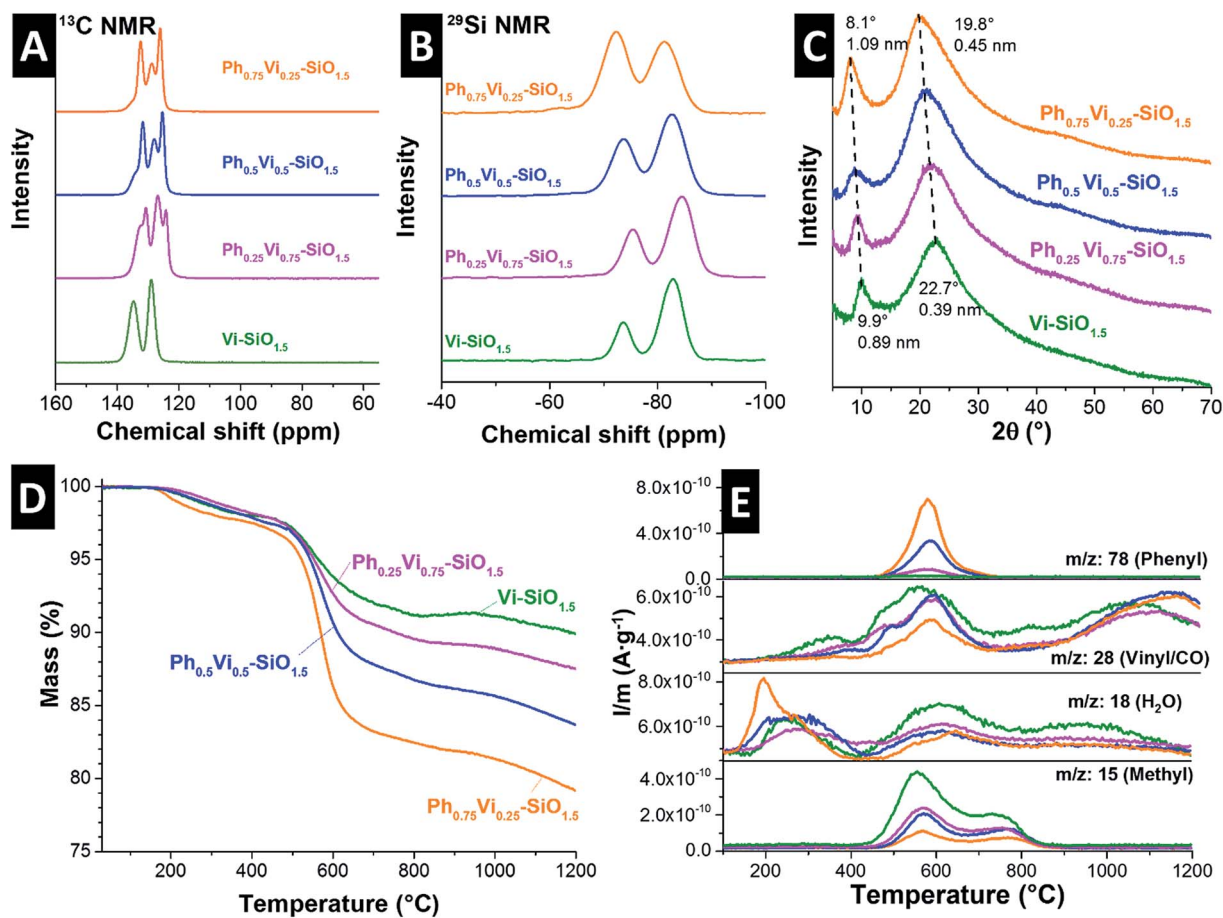 A
¹³C NMR
Ph₀.₇₅Vi₀.₂₅-SiO₁.₅
Ph₀.₅Vi₀.₅-SiO₁.₅
Ph₀.₂₅Vi₀.₇₅-SiO₁.₅
Vi-SiO₁.₅
Intensity
160 140 120 100 80 60
Chemical shift (ppm)
B
²⁹Si NMR
Ph₀.₇₅Vi₀.₂₅-SiO₁.₅
Ph₀.₅Vi₀.₅-SiO₁.₅
Ph₀.₂₅Vi₀.₇₅-SiO₁.₅
Vi-SiO₁.₅
Intensity
-40 -60 -80 -100
Chemical shift (ppm)
C
8.1°
1.09 nm
19.8°
0.45 nm
Ph₀.₇₅Vi₀.₂₅-SiO₁.₅
Ph₀.₅Vi₀.₅-SiO₁.₅
Ph₀.₂₅Vi₀.₇₅-SiO₁.₅
Vi-SiO₁.₅
22.7°
0.39 nm
9.9°
0.89 nm
Intensity
10 20 30 40 50 60 70
2θ (°)
D
100
95
90
85
80
75
Mass (%)
Ph₀.₂₅Vi₀.₇₅-SiO₁.₅
Vi-SiO₁.₅
Ph₀.₅Vi₀.₅-SiO₁.₅
Ph₀.₇₅Vi₀.₂₅-SiO₁.₅
0 200 400 600 800 1000 1200
Temperature (°C)
E
8.0x10⁻¹⁰
4.0x10⁻¹⁰
0.0
m/z: 78 (Phenyl)
6.0x10⁻¹⁰
4.0x10⁻¹⁰
m/z: 28 (Vinyl/CO)
8.0x10⁻¹⁰
6.0x10⁻¹⁰
m/z: 18 (H₂O)
4.0x10⁻¹⁰
2.0x10⁻¹⁰
0.0
m/z: 15 (Methyl)
I/m (A·g⁻¹)
200 400 600 800 1000 1200
Temperature (°C)